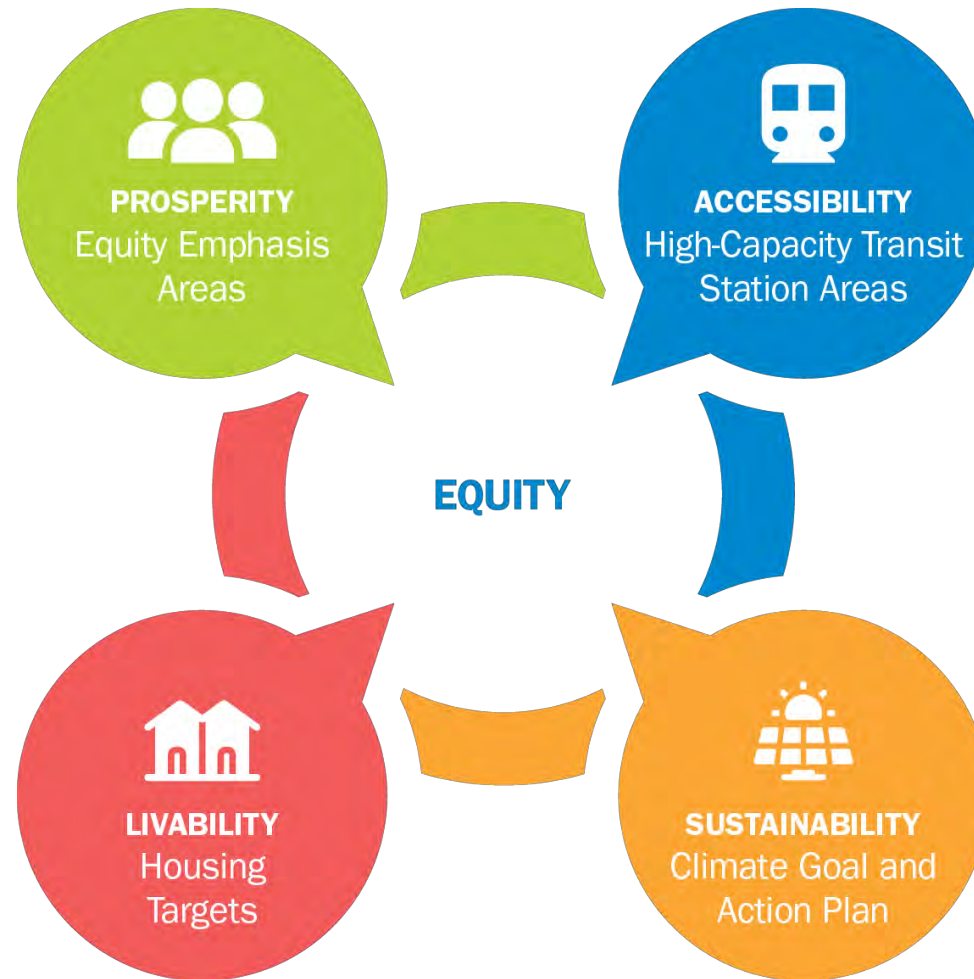 PROSPERITY
Equity Emphasis
Areas
ACCESSIBILITY
High-Capacity Transit
Station Areas
EQUITY
LIVABILITY
Housing
Targets
SUSTAINABILITY
Climate Goal and
Action Plan